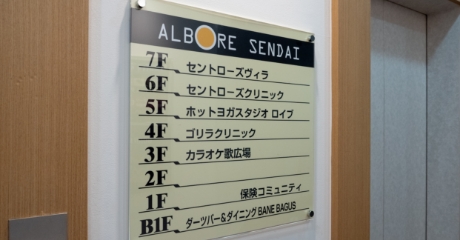 ALBORE SENDAI
7F セントローズヴィラ
6F セントローズクリニック
5F ホットヨガスタジオ ロイブ
4F ゴリラクリニック
3F カラオケ歌広場
2F
1F 保険コミュニティ
B1F ダーツバー&ダイニング BANE BAGUS